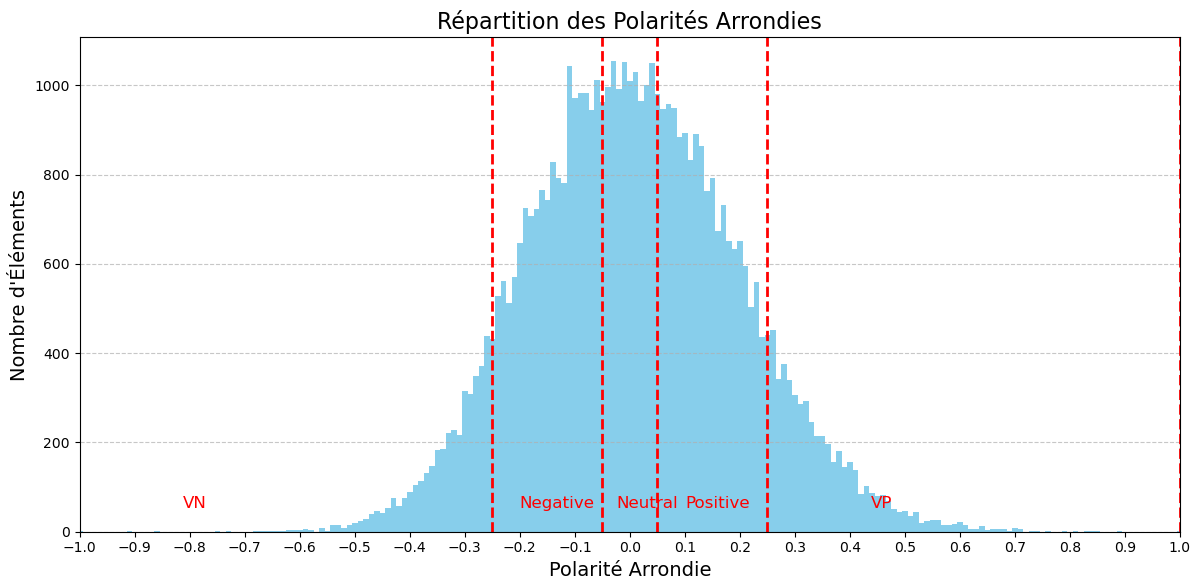 Répartition des Polarités Arrondies
Nombre d'Éléments
1000
800
600
400
200
0
VN
Negative
Neutral
Positive
VP
−1.0 −0.9 −0.8 −0.7 −0.6 −0.5 −0.4 −0.3 −0.2 −0.1 0.0 0.1 0.2 0.3 0.4 0.5 0.6 0.7 0.8 0.9 1.0
Polarité Arrondie